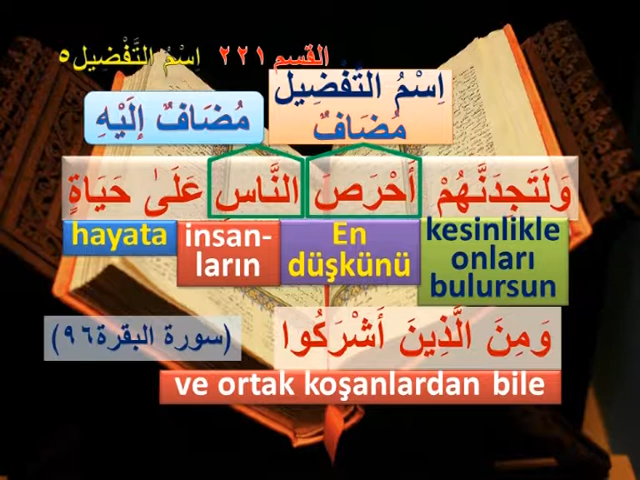 القسم ٢٢١ اِسْمُ التَّفْضِيل٥
اِسْمُ التَّفْضِيل
مُضَافٌ
مُضَافٌ إِلَيْهِ
وَلَتَجِدَنَّهُمْ أَحْرَصَ النَّاسِ عَلَىٰ حَيَاةٍ
kesinlikle
onları
bulursun
En
düşkünü
insan-
ların
hayata
وَمِنَ الَّذِينَ أَشْرَكُوا (سورة البقرة٩٦)
ve ortak koşanlardan bile